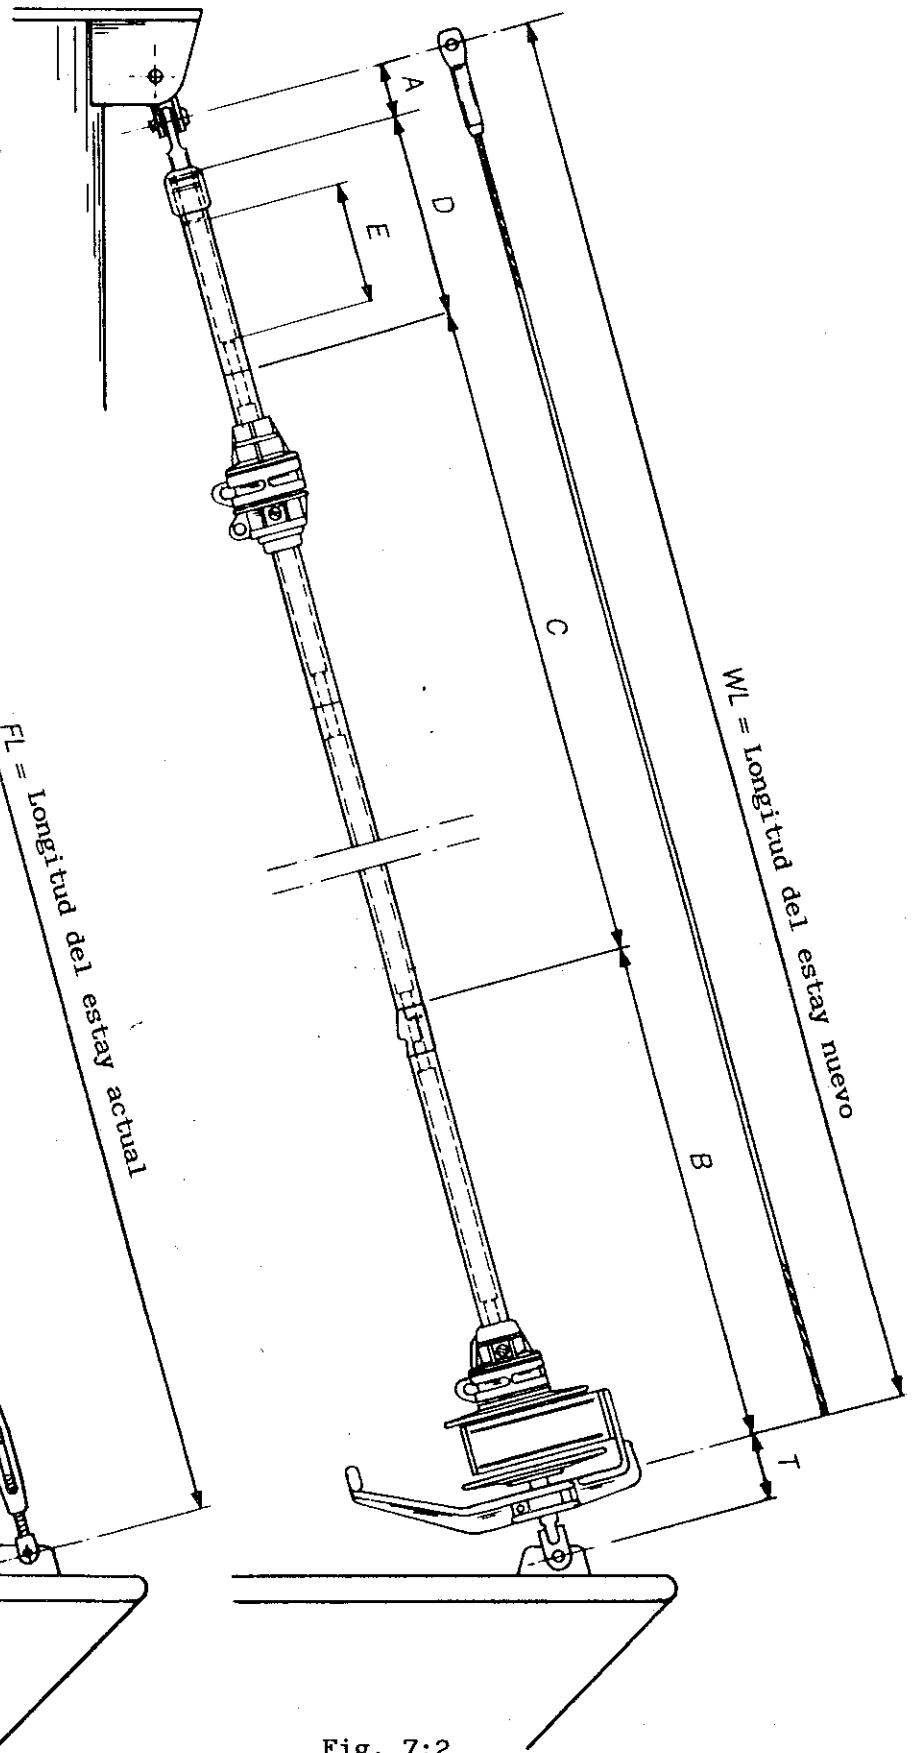 A
D
E
C
WL = Longitud del estay nuevo
FL = Longitud del estay actual
B
T
Fig. 7:2